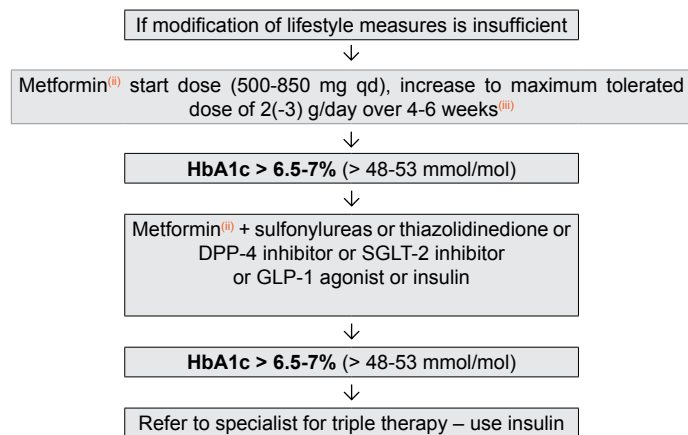 If modification of lifestyle measures is insufficient
Metformin(ii) start dose (500-850 mg qd), increase to maximum tolerated
dose of 2(-3) g/day over 4-6 weeks(iii)
HbA1c > 6.5-7% (> 48-53 mmol/mol)
Metformin(ii) + sulfonylureas or thiazolidinedione or
DPP-4 inhibitor or SGLT-2 inhibitor
or GLP-1 agonist or insulin
HbA1c > 6.5-7% (> 48-53 mmol/mol)
Refer to specialist for triple therapy – use insulin